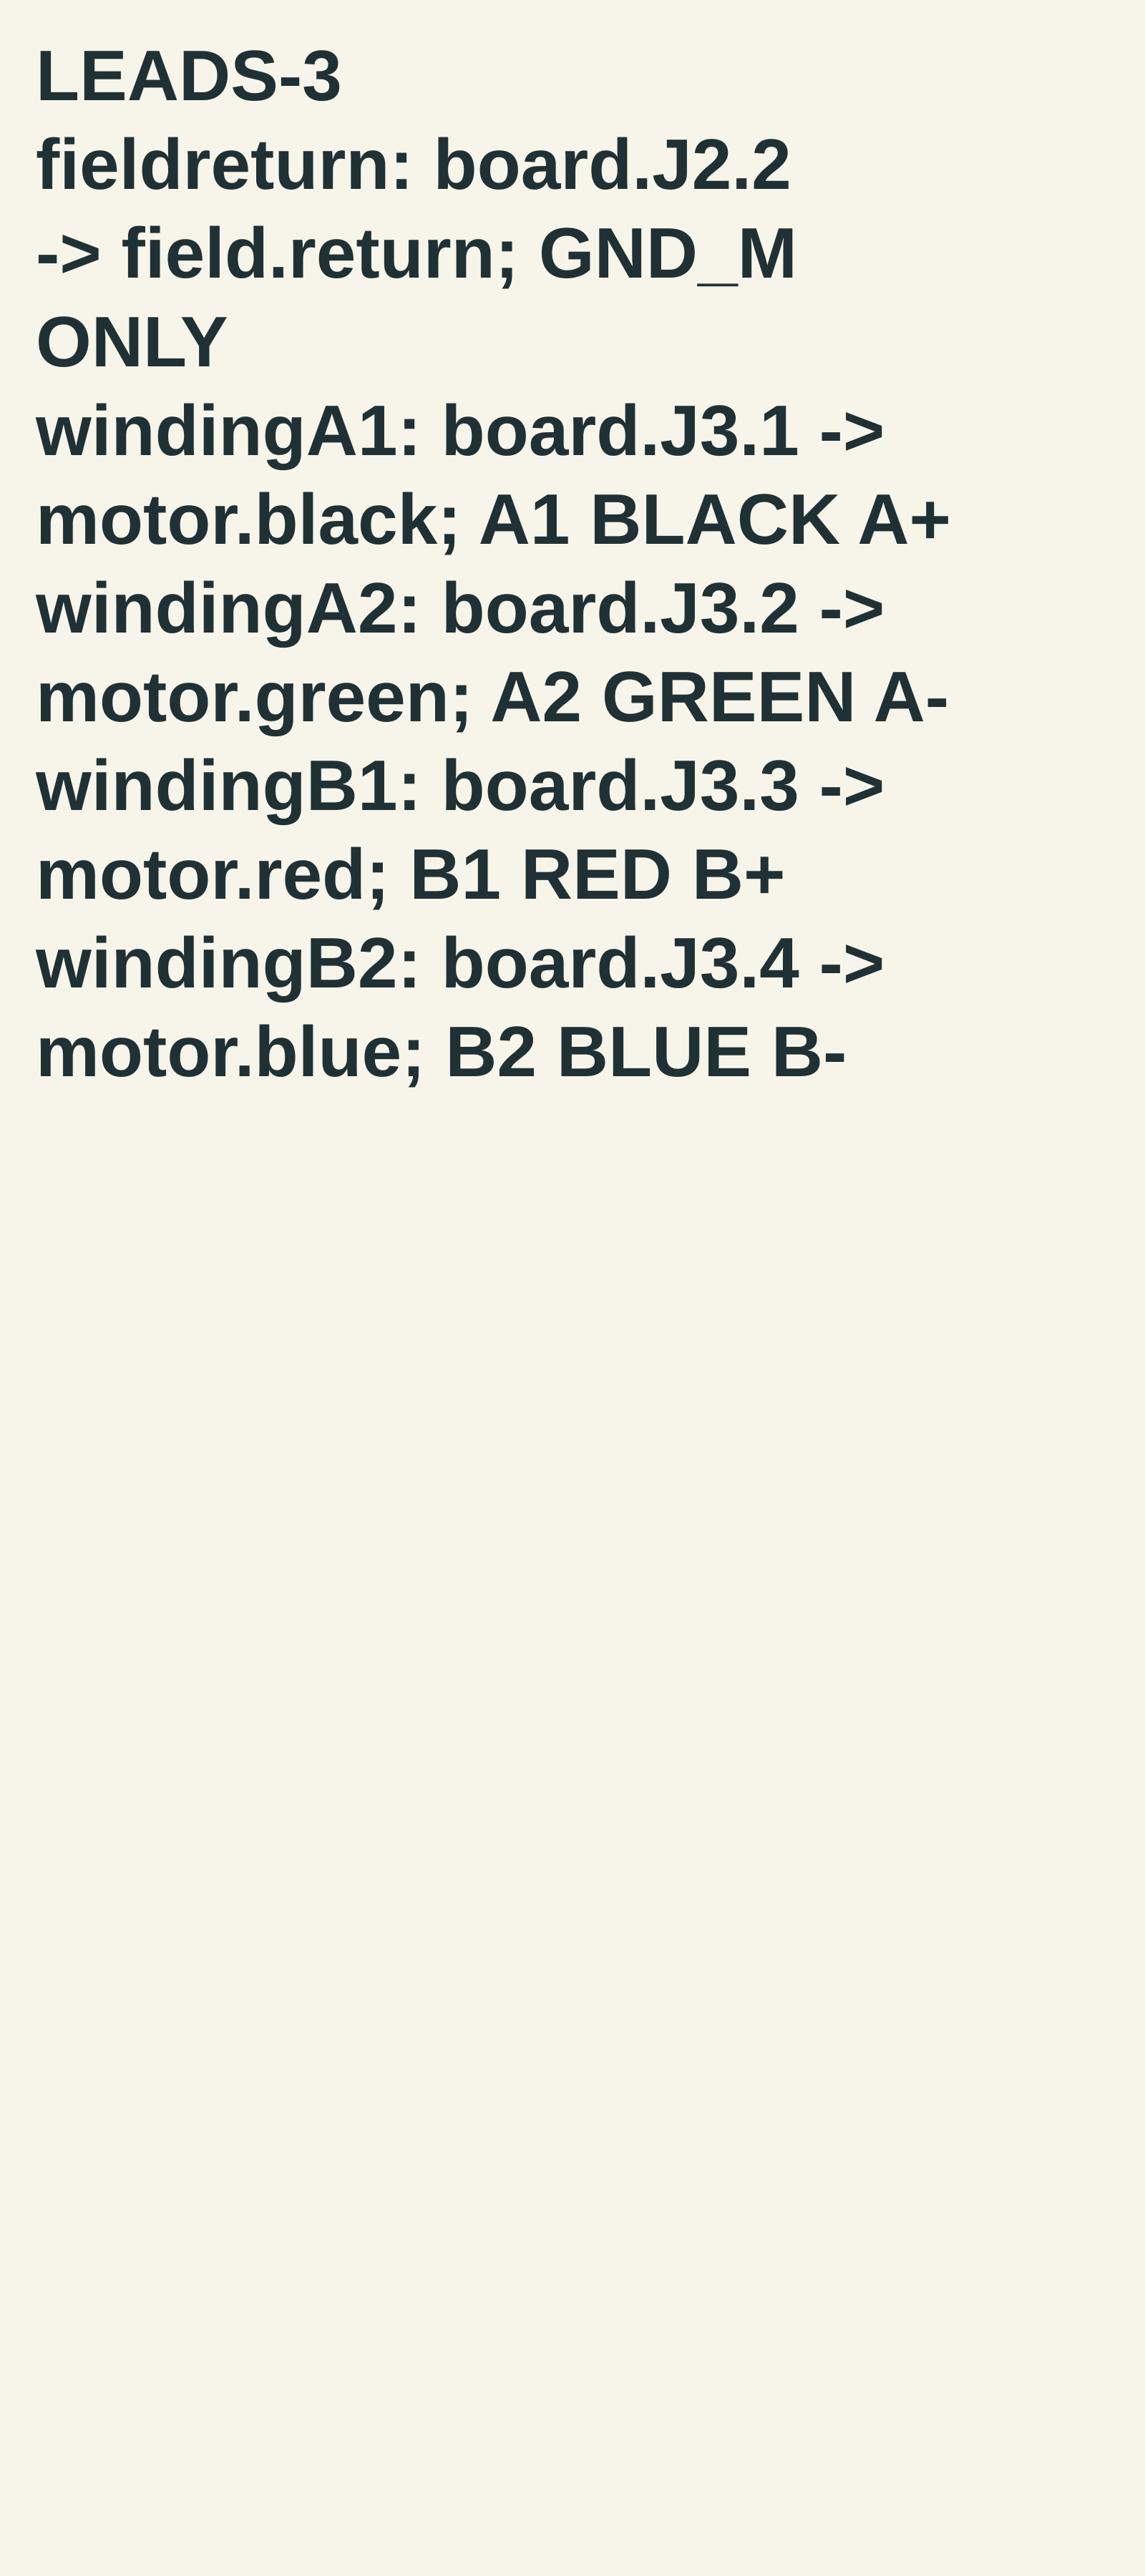 LEADS-3
fieldreturn: board.J2.2
-> field.return; GND_M
ONLY
windingA1: board.J3.1 ->
motor.black; A1 BLACK A+
windingA2: board.J3.2 ->
motor.green; A2 GREEN A-
windingB1: board.J3.3 ->
motor.red; B1 RED B+
windingB2: board.J3.4 ->
motor.blue; B2 BLUE B-